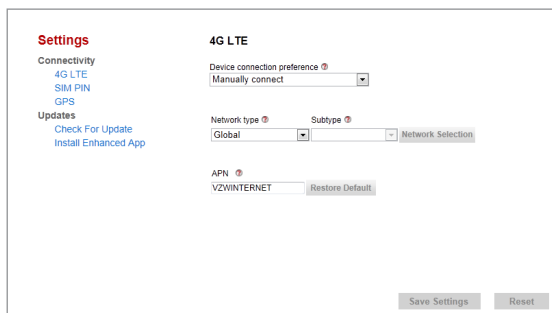 Settings
Connectivity
4G LTE
SIM PIN
GPS
Updates
Check For Update
Install Enhanced App
4G LTE
Device connection preference
Manually connect
Network type
Subtype
Global
Network Selection
APN
VZWINTERNET
Restore Default
Save Settings
Reset